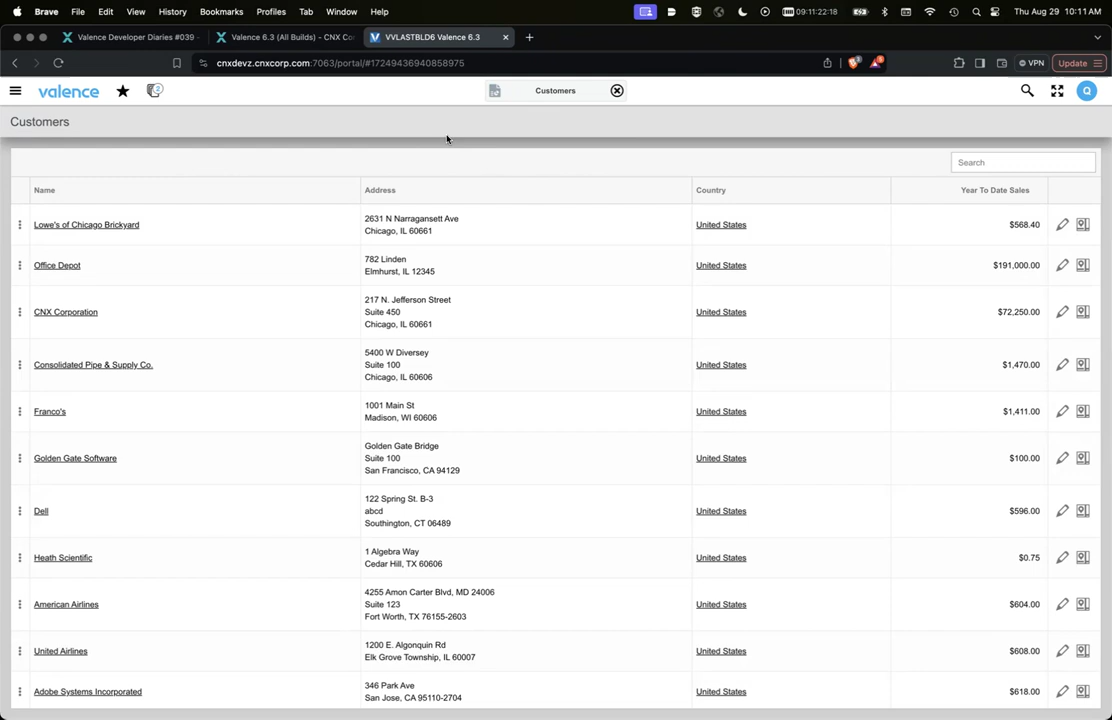 Brave File Edit View History Bookmarks Profiles Tab Window Help 09:11:22:18 Thu Aug 29 10:11 AM
Valence Developer Diaries #039 - Valence 6.3 (All Builds) – CNX Co VVLASTBLD6 Valence 6.3
cnxdevz.cnxcorp.com:7063/portal/#17249436940858975 VPN Update
valence Customers Q
Customers
Search
Name Address Country Year To Date Sales
Lowe's of Chicago Brickyard 2631 N Narragansett Ave United States $568.40
Chicago, IL 60661
Office Depot 782 Linden United States $191,000.00
Elmhurst, IL 12345
CNX Corporation 217 N. Jefferson Street United States $72,250.00
Suite 450
Chicago, IL 60661
Consolidated Pipe & Supply Co. 5400 W Diversey United States $1,470.00
Suite 100
Chicago, IL 60606
Franco's 1001 Main St United States $1,411.00
Madison, WI 60606
Golden Gate Software Golden Gate Bridge United States $100.00
Suite 100
San Francisco, CA 94129
Dell 122 Spring St. B-3 United States $596.00
abcd
Southington, CT 06489
Heath Scientific 1 Algebra Way United States $0.75
Cedar Hill, TX 60606
American Airlines 4255 Amon Carter Blvd, MD 24006 United States $604.00
Suite 123
Fort Worth, TX 76155-2603
United Airlines 1200 E. Algonquin Rd United States $608.00
Elk Grove Township, IL 60007
Adobe Systems Incorporated 346 Park Ave United States $618.00
San Jose, CA 95110-2704